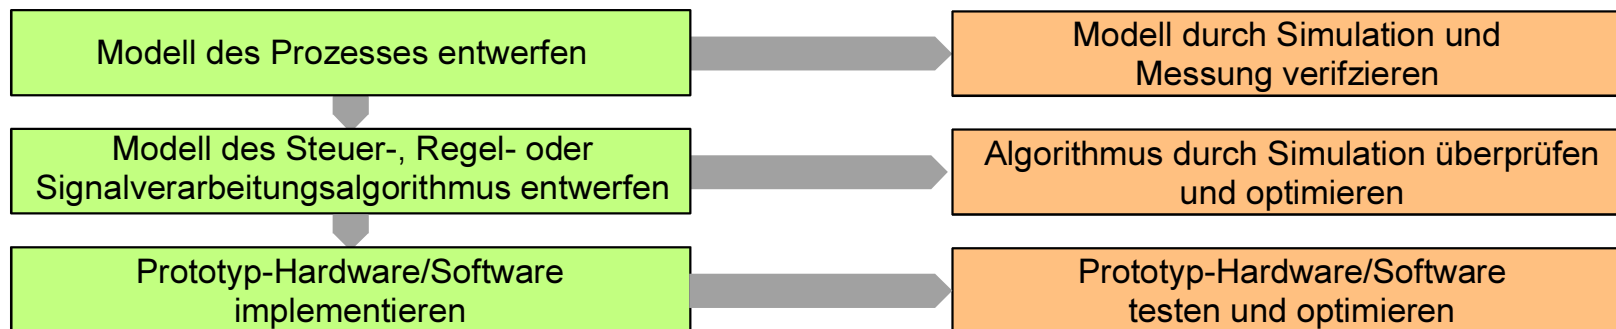 Modell des Prozesses entwerfen
Modell durch Simulation und
Messung verifzieren
Modell des Steuer-, Regel- oder
Signalverarbeitungsalgorithmus entwerfen
Algorithmus durch Simulation überprüfen
und optimieren
Prototyp-Hardware/Software
implementieren
Prototyp-Hardware/Software
testen und optimieren